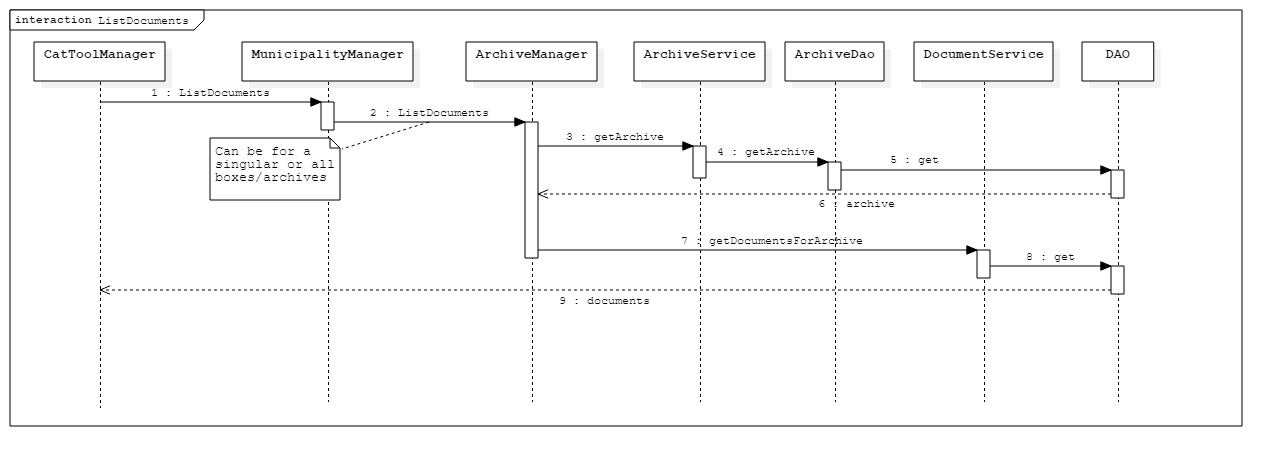 interaction ListDocuments
CatToolManager
MunicipalityManager
ArchiveManager
ArchiveService
ArchiveDao
DocumentService
DAO
1 : ListDocuments
2 : ListDocuments
Can be for a
singular or all
boxes/archives
3 : getArchive
4 : getArchive
5 : get
6 : archive
7 : getDocumentsForArchive
8 : get
9 : documents